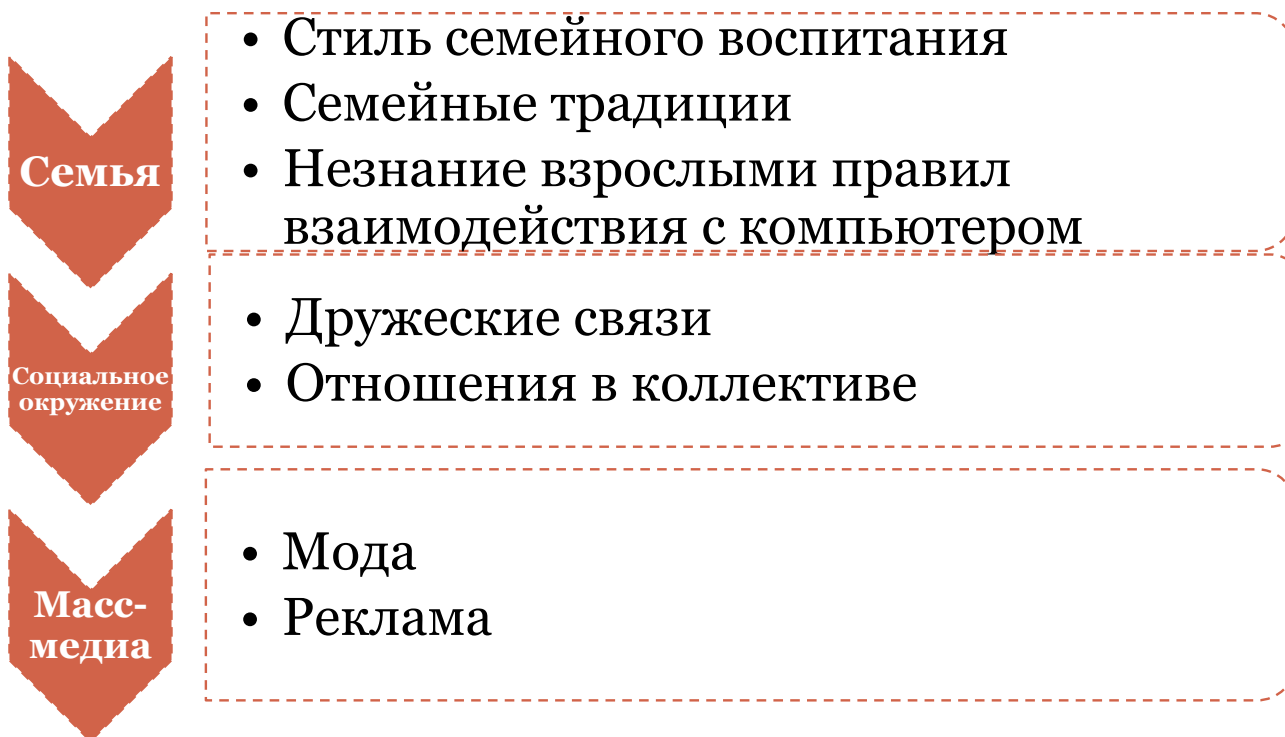 Семья
• Стиль семейного воспитания
• Семейные традиции
• Незнание взрослыми правил
взаимодействия с компьютером
Социальное
окружение
• Дружеские связи
• Отношения в коллективе
Масс-
медиа
• Мода
• Реклама